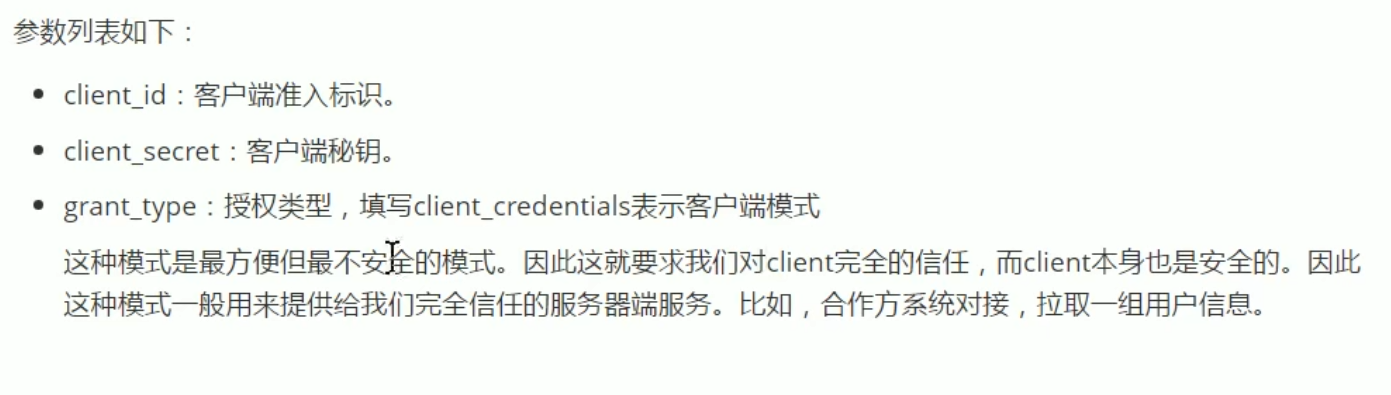 参数列表如下：
client_id：客户端准入标识。
client_secret：客户端秘钥。
grant_type：授权类型，填写client_credentials表示客户端模式
这种模式是最方便但最不安全的模式。因此这就要求我们对client完全的信任，而client本身也是安全的。因此
这种模式一般用来提供给我们完全信任的服务器端服务。比如，合作方系统对接，拉取一组用户信息。